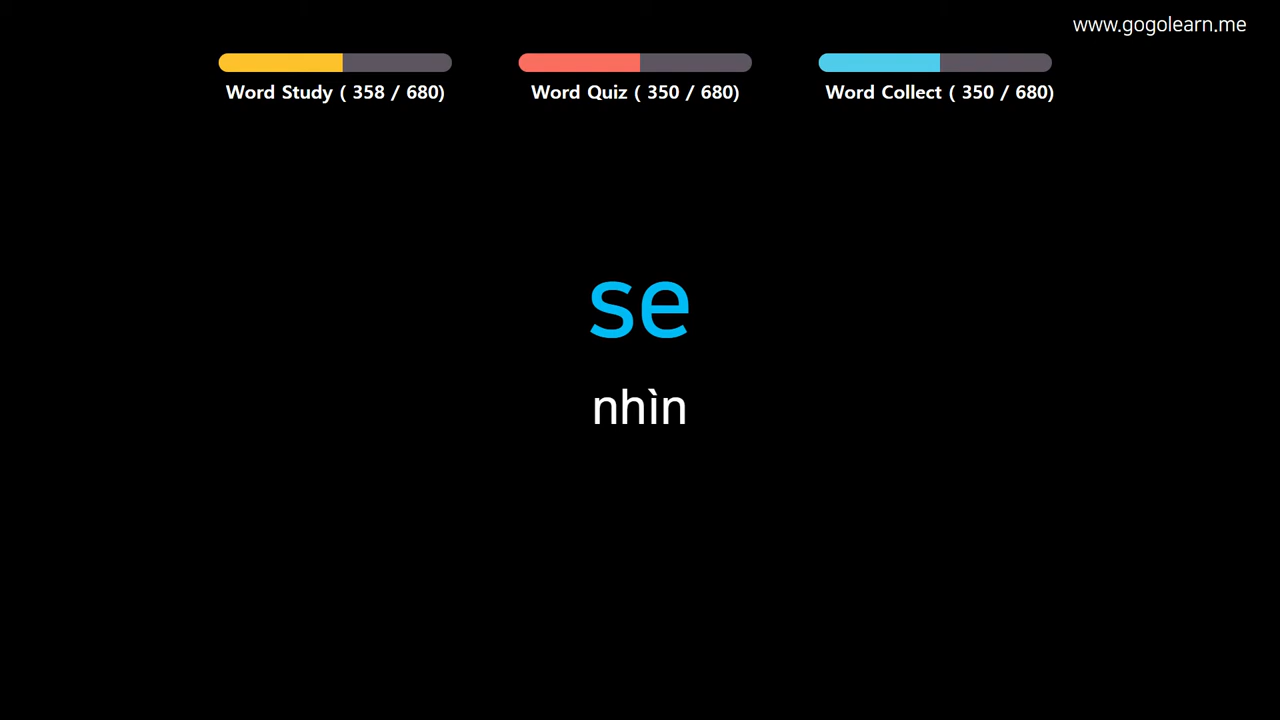 www.gogolearn.me
Word Study ( 358 / 680)
Word Quiz ( 350 / 680)
Word Collect ( 350 / 680)
se
nhìn